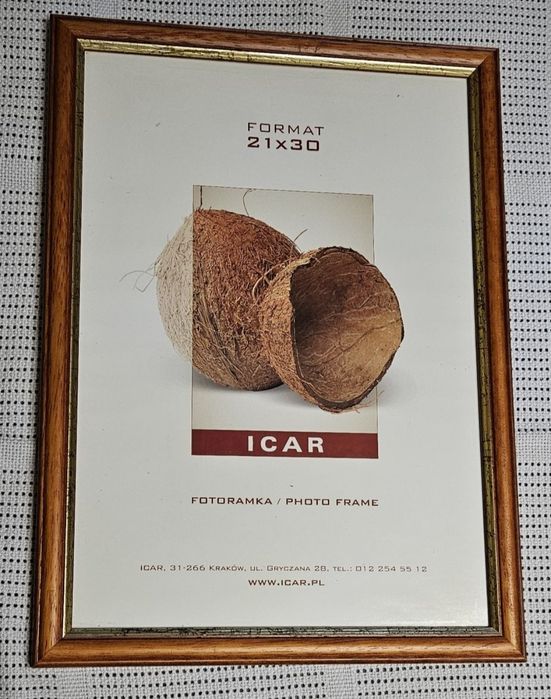 FORMAT
21x30
ICAR
FOTORAMKA / PHOTO FRAME
ICAR, 31-266 KRAKÓW, UL. GRYCZANA 28, TEL.: 012 254 55 12
WWW.ICAR.PL